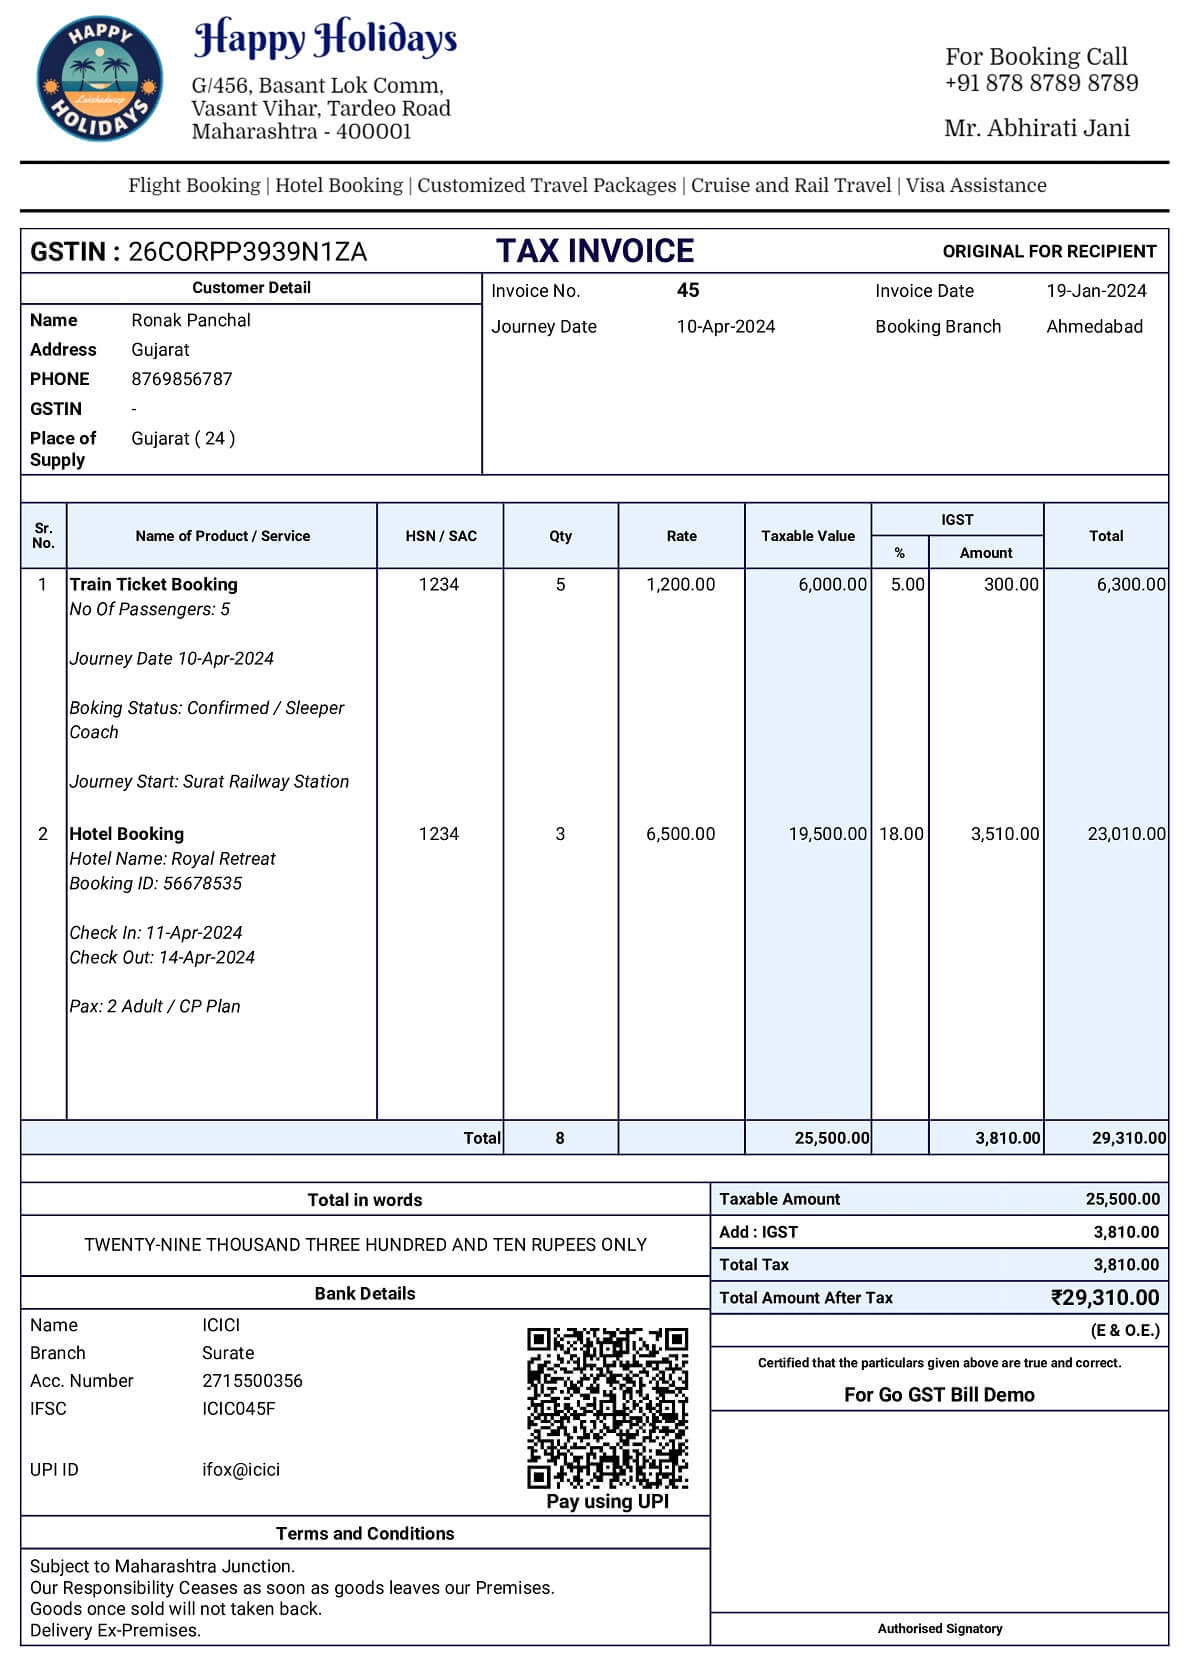 HAPPY
Lakshadweep
HOLIDAYS
Happy Holidays
G/456, Basant Lok Comm,
Vasant Vihar, Tardeo Road
Maharashtra - 400001
For Booking Call
+91 878 8789 8789
Mr. Abhirati Jani
Flight Booking | Hotel Booking | Customized Travel Packages | Cruise and Rail Travel | Visa Assistance
GSTIN : 26CORPP3939N1ZA TAX INVOICE ORIGINAL FOR RECIPIENT
Customer Detail
Name Ronak Panchal
Address Gujarat
PHONE 8769856787
GSTIN -
Place of Supply Gujarat ( 24 )
Invoice No. 45 Invoice Date 19-Jan-2024
Journey Date 10-Apr-2024 Booking Branch Ahmedabad
Sr. No. Name of Product / Service HSN / SAC Qty Rate Taxable Value IGST Total
% Amount
1 Train Ticket Booking 1234 5 1,200.00 6,000.00 5.00 300.00 6,300.00
No Of Passengers: 5
Journey Date 10-Apr-2024
Boking Status: Confirmed / Sleeper
Coach
Journey Start: Surat Railway Station
2 Hotel Booking 1234 3 6,500.00 19,500.00 18.00 3,510.00 23,010.00
Hotel Name: Royal Retreat
Booking ID: 56678535
Check In: 11-Apr-2024
Check Out: 14-Apr-2024
Pax: 2 Adult / CP Plan
Total 8 25,500.00 3,810.00 29,310.00
Total in words
TWENTY-NINE THOUSAND THREE HUNDRED AND TEN RUPEES ONLY
Taxable Amount 25,500.00
Add : IGST 3,810.00
Total Tax 3,810.00
Total Amount After Tax ₹29,310.00
(E & O.E.)
Bank Details
Name ICICI
Branch Surate
Acc. Number 2715500356
IFSC ICIC045F
UPI ID ifox@icici
Pay using UPI
Certified that the particulars given above are true and correct.
For Go GST Bill Demo
Terms and Conditions
Subject to Maharashtra Junction.
Our Responsibility Ceases as soon as goods leaves our Premises.
Goods once sold will not taken back.
Delivery Ex-Premises.
Authorised Signatory